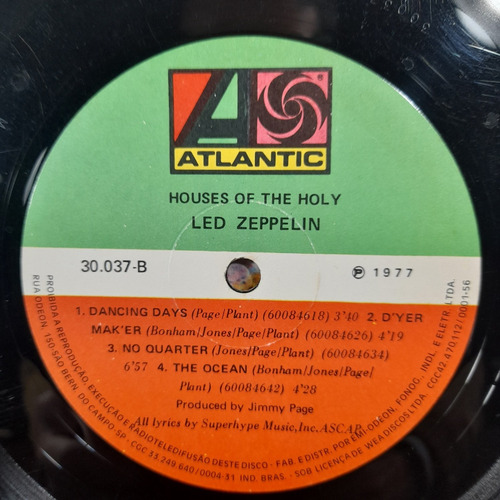 ATLANTIC
®
HOUSES OF THE HOLY
LED ZEPPELIN
30.037-B
Ⓟ 1977
1. DANCING DAYS (Page/Plant) (60084618) 3'40 2. D'YER
MAK'ER (Bonham/Jones/Page/Plant) (60084626) 4'19
3. NO QUARTER (Jones/Page/Plant) (60084634)
6'57 4. THE OCEAN (Bonham/Jones/Page/
Plant) (60084642) 4'28
Produced by Jimmy Page
All lyrics by Superhype Music, Inc. ASCAP
PROIBIDA A REPRODUÇÃO, EXECUÇÃO E RADIOTELEDIFUSÃO DESTE DISCO - FAB. E DISTR. POR EMI-ODEON, FONOG. INDL. E ELETR. LTDA.
RUA ODEON, 150 SÃO BERN. DO CAMPO, SP - CGC 33 249.640/0004-31 IND. BRAS. SOB LICENÇA DE WEA DISCOS LTDA. CGC 42.470.112/0001-56